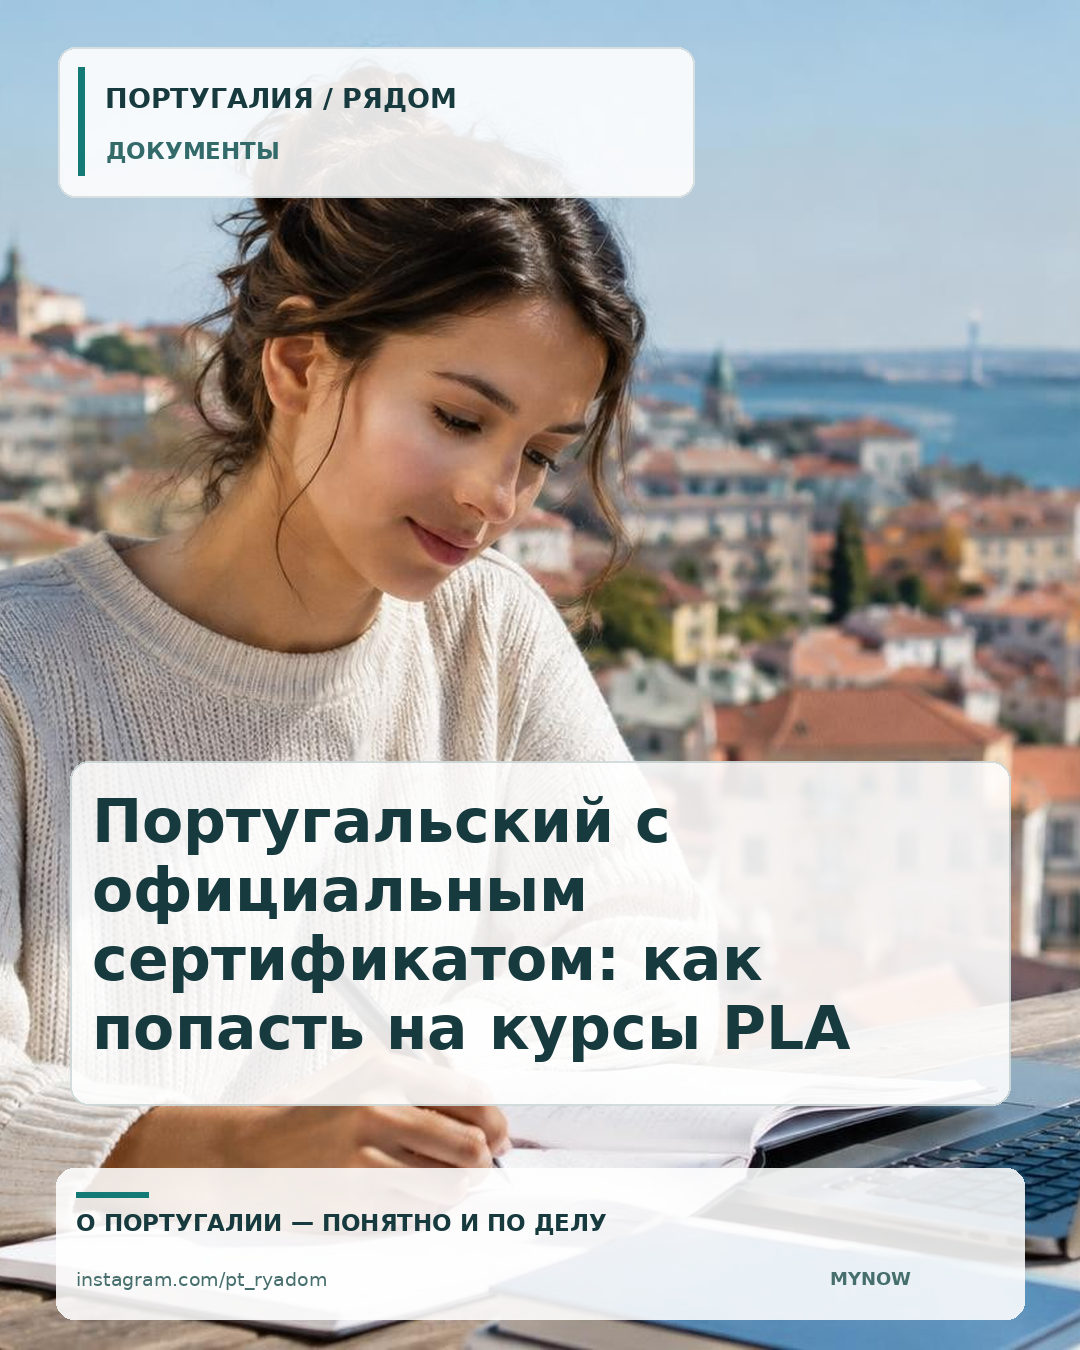 ПОРТУГАЛИЯ / РЯДОМ
ДОКУМЕНТЫ
Португальский с
официальным
сертификатом: как
попасть на курсы PLA
О ПОРТУГАЛИИ — ПОНЯТНО И ПО ДЕЛУ
instagram.com/pt_ryadom
MYNOW